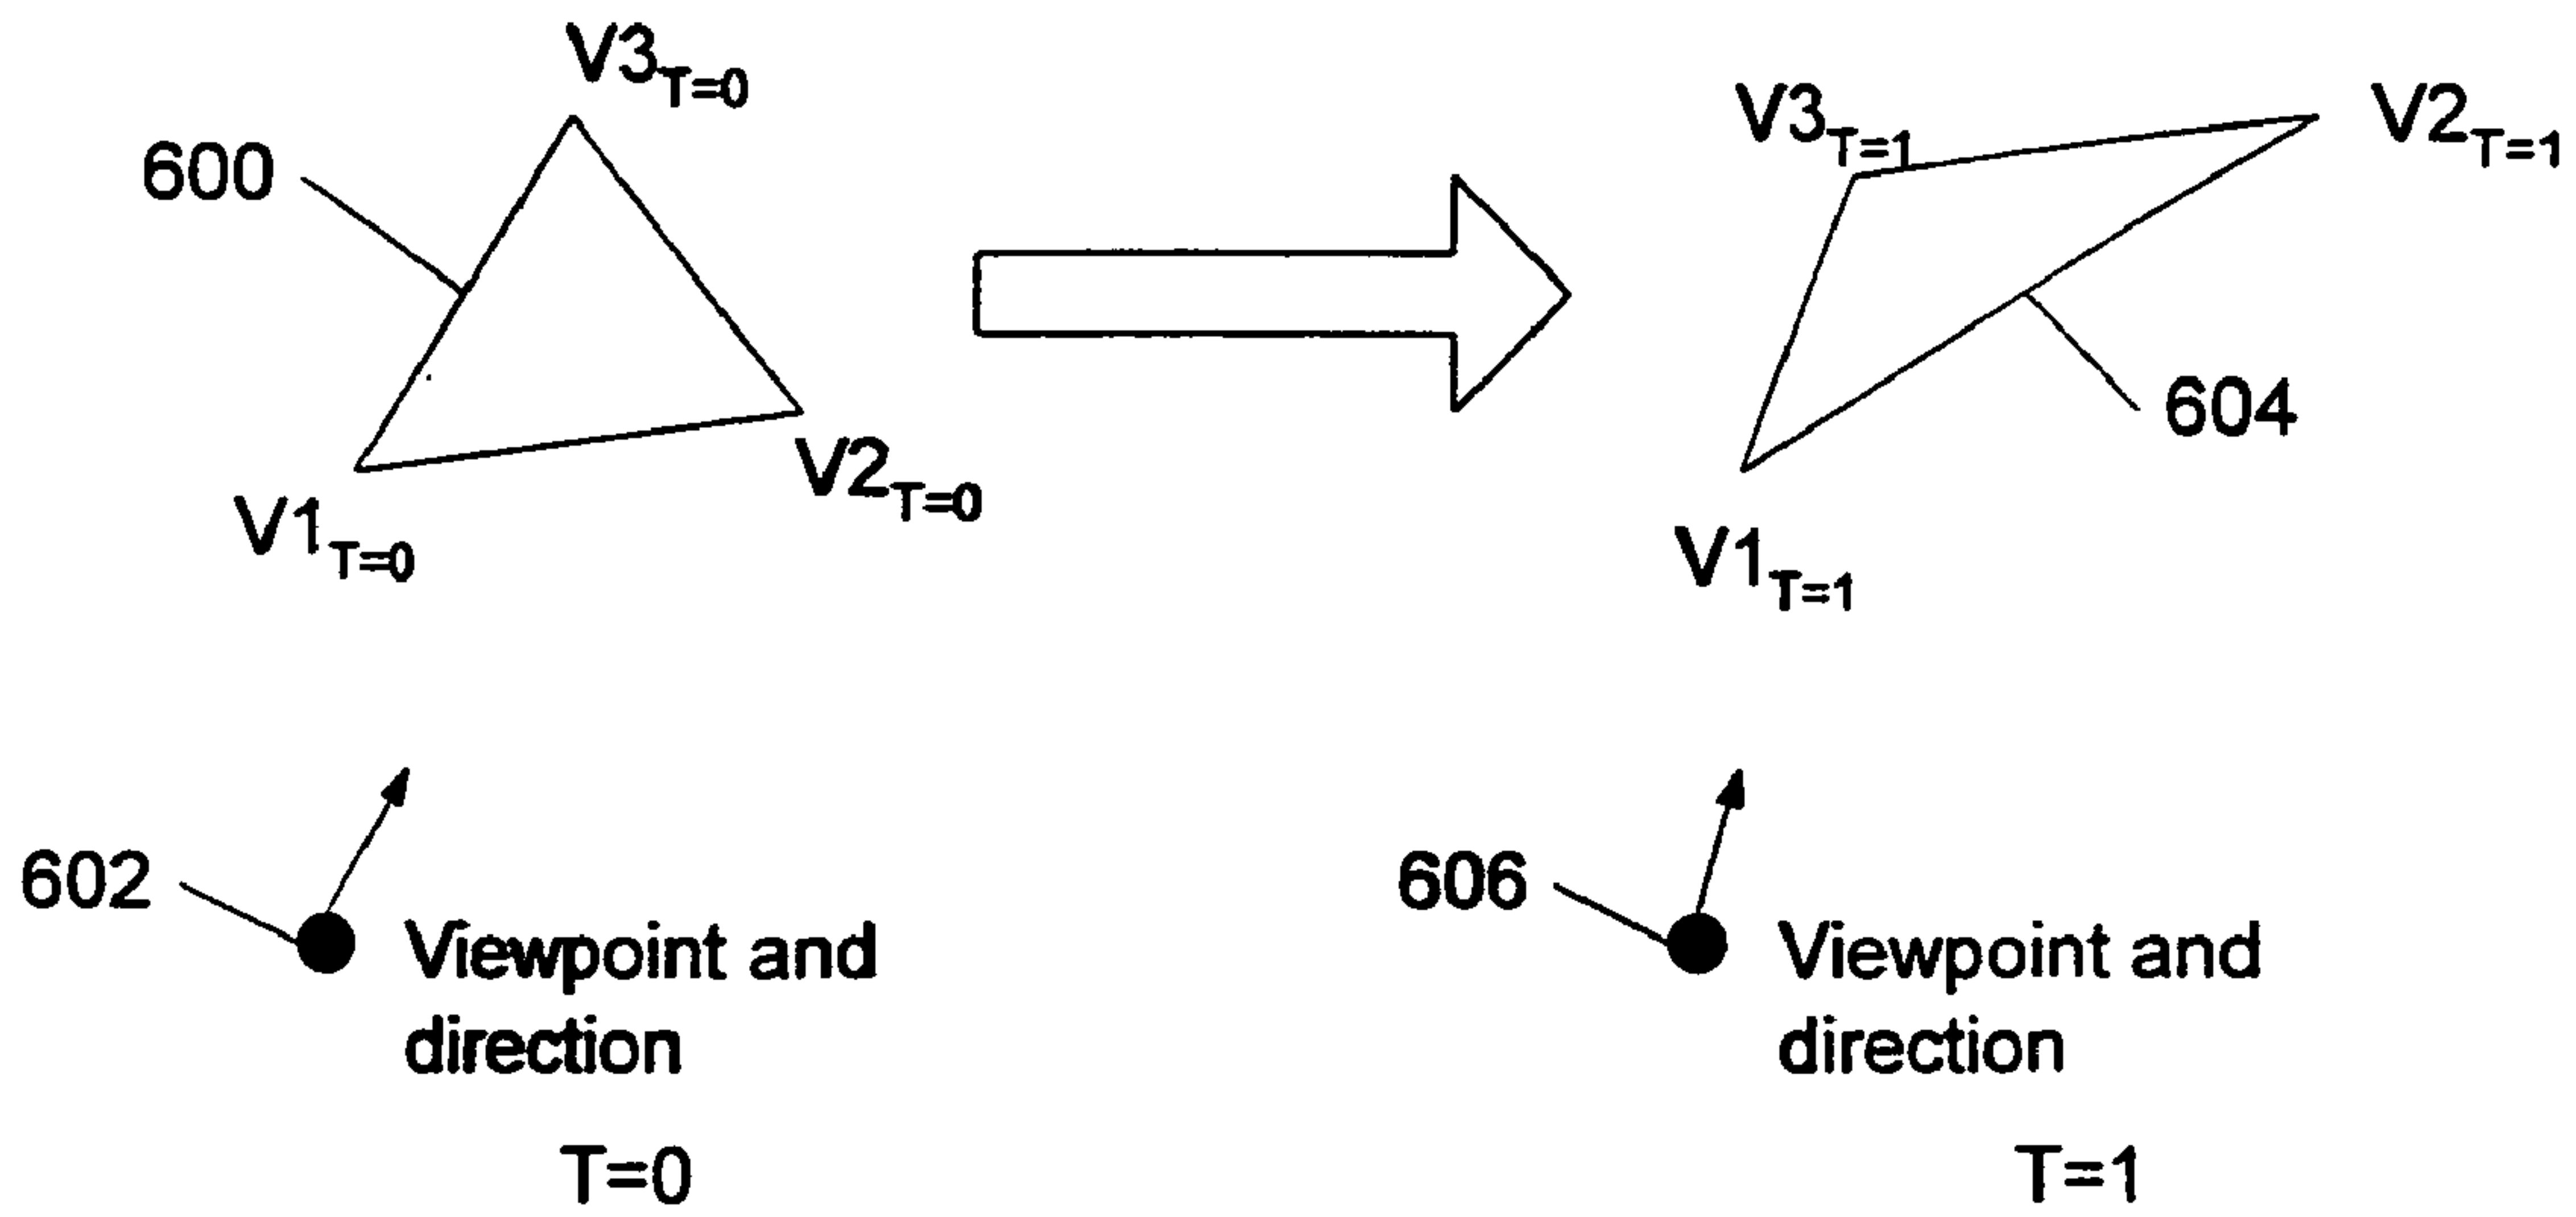 V3T=0
600
V1T=0
V2T=0
V3T=1
V2T=1
604
V1T=1
602
Viewpoint and
direction
T=0
606
Viewpoint and
direction
T=1